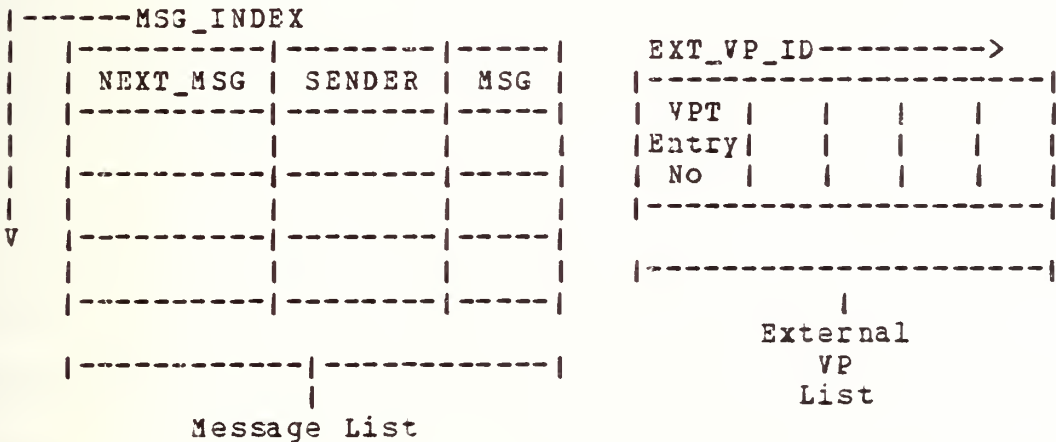 MSG_INDEX
NEXT_MSG SENDER MSG
Message List
EXT_VP_ID
VPT
Entry
No
External
VP
List